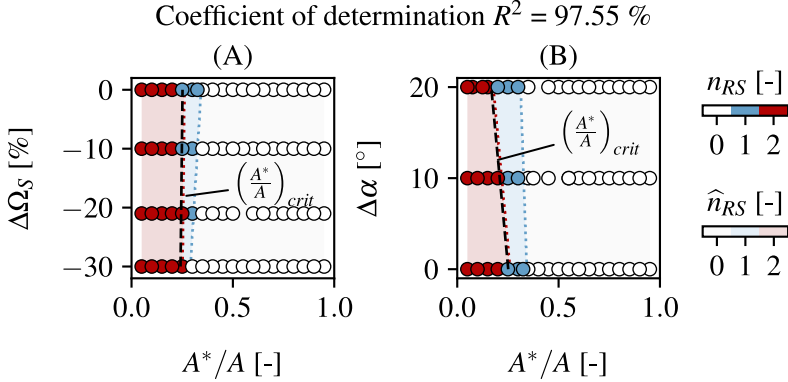 Coefficient of determination R² = 97.55 %
(A)
(B)
ΔΩ_S [%]
0
−10
−20
−30
(A*/A)_crit
0.0
0.5
1.0
A*/A [-]
Δα [°]
20
10
0
(A*/A)_crit
0.0
0.5
1.0
A*/A [-]
n_RS [-]
0 1 2
n̂_RS [-]
0 1 2